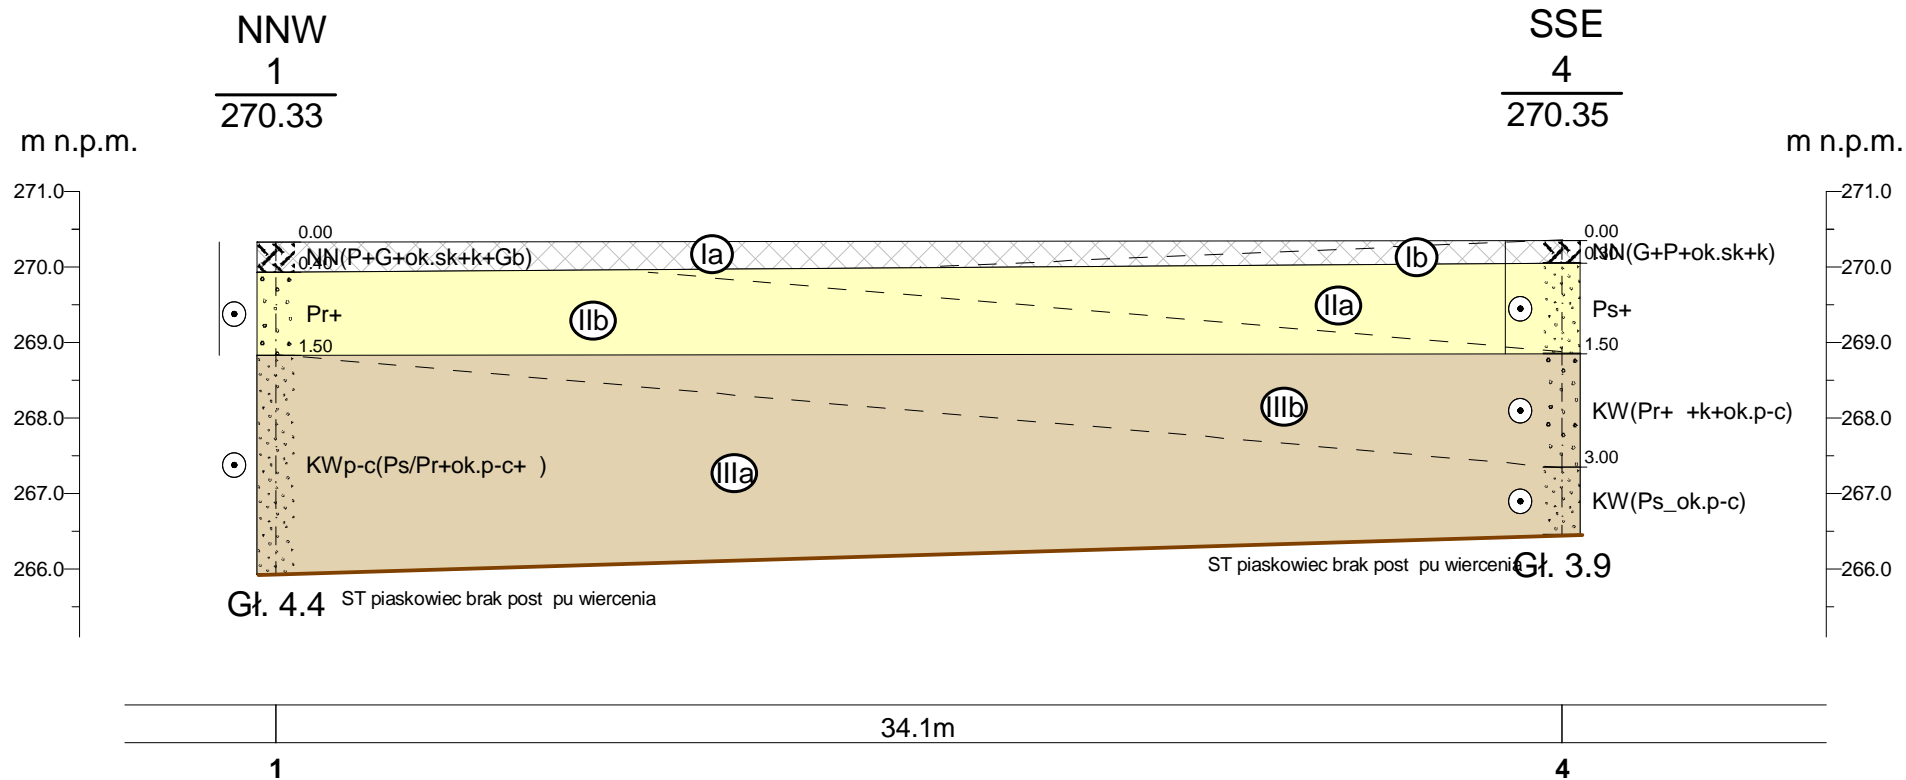 NNW
SSE
1
4
270.33
270.35
m n.p.m.
m n.p.m.
271.0
271.0
0.00
0.00
NN(P+G+ok.sk+k+Gb)
Ia
Ib
NN(G+P+ok.sk+k)
0.30
270.0
0.40
270.0
Pr+
IIb
IIa
Ps+
269.0
1.50
1.50
269.0
IIIb
KW(Pr+ +k+ok.p-c)
268.0
268.0
KWp-c(Ps/Pr+ok.p-c+ )
IIIa
3.00
267.0
KW(Ps_ok.p-c)
267.0
266.0
ST piaskowiec brak post pu wiercenia
Gł. 3.9
266.0
Gł. 4.4
ST piaskowiec brak post pu wiercenia
34.1m
1
4